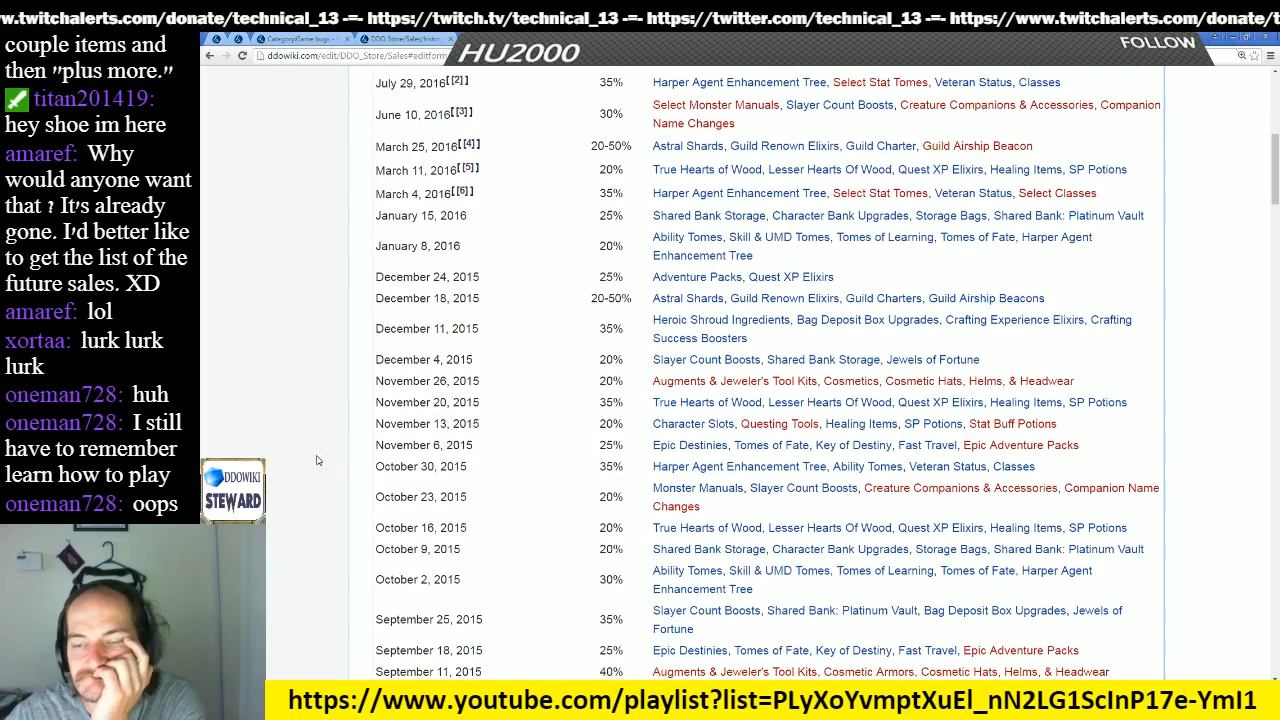 w.twitchalerts.com/donate/technical_13 -=- https://twitch.tv/technical_13 -=- https://twitter.com/technical_13 -=- https://www.twitchalerts.com/donate/t
couple items and
then "plus more."
titan201419:
hey shoe im here
amaref: Why
would anyone want
that ? It's already
gone. I'd better like
to get the list of the
future sales. XD
amaref: lol
xortaa: lurk lurk
lurk
oneman728: huh
oneman728: I still
have to remember
learn how to play
oneman728: oops
Category:Game bugs -
DDO Store/Sales/histor
ddowiki.com/edit/DDO_Store/Sales#editform
HU2000
FOLLOW
July 29, 2016[[2]] 35% Harper Agent Enhancement Tree, Select Stat Tomes, Veteran Status, Classes
June 10, 2016[[3]] 30% Select Monster Manuals, Slayer Count Boosts, Creature Companions & Accessories, Companion
Name Changes
March 25, 2016[[4]] 20-50% Astral Shards, Guild Renown Elixirs, Guild Charter, Guild Airship Beacon
March 11, 2016[[5]] 20% True Hearts of Wood, Lesser Hearts Of Wood, Quest XP Elixirs, Healing Items, SP Potions
March 4, 2016[[6]] 35% Harper Agent Enhancement Tree, Select Stat Tomes, Veteran Status, Select Classes
January 15, 2016 25% Shared Bank Storage, Character Bank Upgrades, Storage Bags, Shared Bank: Platinum Vault
January 8, 2016 20% Ability Tomes, Skill & UMD Tomes, Tomes of Learning, Tomes of Fate, Harper Agent
Enhancement Tree
December 24, 2015 25% Adventure Packs, Quest XP Elixirs
December 18, 2015 20-50% Astral Shards, Guild Renown Elixirs, Guild Charters, Guild Airship Beacons
December 11, 2015 35% Heroic Shroud Ingredients, Bag Deposit Box Upgrades, Crafting Experience Elixirs, Crafting
Success Boosters
December 4, 2015 20% Slayer Count Boosts, Shared Bank Storage, Jewels of Fortune
November 26, 2015 20% Augments & Jeweler's Tool Kits, Cosmetics, Cosmetic Hats, Helms, & Headwear
November 20, 2015 35% True Hearts of Wood, Lesser Hearts Of Wood, Quest XP Elixirs, Healing Items, SP Potions
November 13, 2015 20% Character Slots, Questing Tools, Healing Items, SP Potions, Stat Buff Potions
November 6, 2015 25% Epic Destinies, Tomes of Fate, Key of Destiny, Fast Travel, Epic Adventure Packs
October 30, 2015 35% Harper Agent Enhancement Tree, Ability Tomes, Veteran Status, Classes
October 23, 2015 20% Monster Manuals, Slayer Count Boosts, Creature Companions & Accessories, Companion Name
Changes
October 16, 2015 20% True Hearts of Wood, Lesser Hearts Of Wood, Quest XP Elixirs, Healing Items, SP Potions
October 9, 2015 20% Shared Bank Storage, Character Bank Upgrades, Storage Bags, Shared Bank: Platinum Vault
October 2, 2015 30% Ability Tomes, Skill & UMD Tomes, Tomes of Learning, Tomes of Fate, Harper Agent
Enhancement Tree
September 25, 2015 35% Slayer Count Boosts, Shared Bank: Platinum Vault, Bag Deposit Box Upgrades, Jewels of
Fortune
September 18, 2015 25% Epic Destinies, Tomes of Fate, Key of Destiny, Fast Travel, Epic Adventure Packs
September 11, 2015 40% Augments & Jeweler's Tool Kits, Cosmetic Armors, Cosmetic Hats, Helms, & Headwear
DDOWIKI
STEWARD
https://www.youtube.com/playlist?list=PLyXoYvmptXuEl_nN2LG1ScInP17e-YmI1